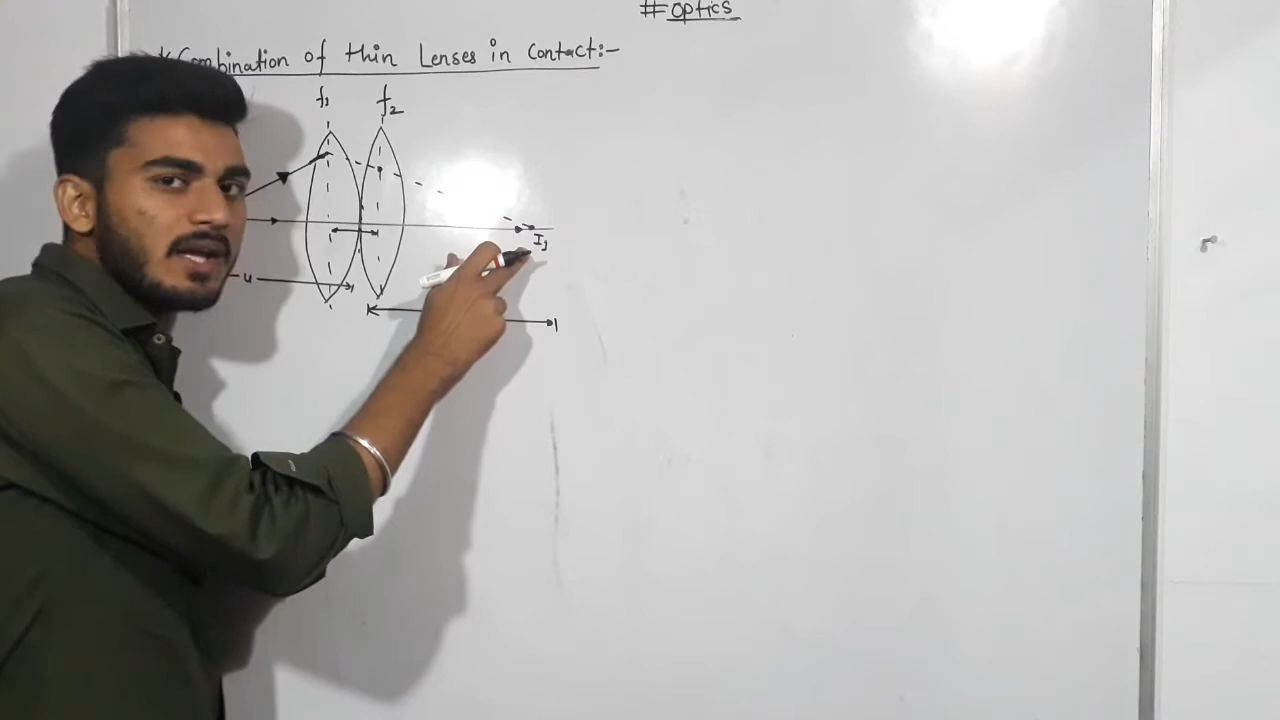 # optics
* Combination of thin Lenses in Contact:-
f1 f2
I1
u